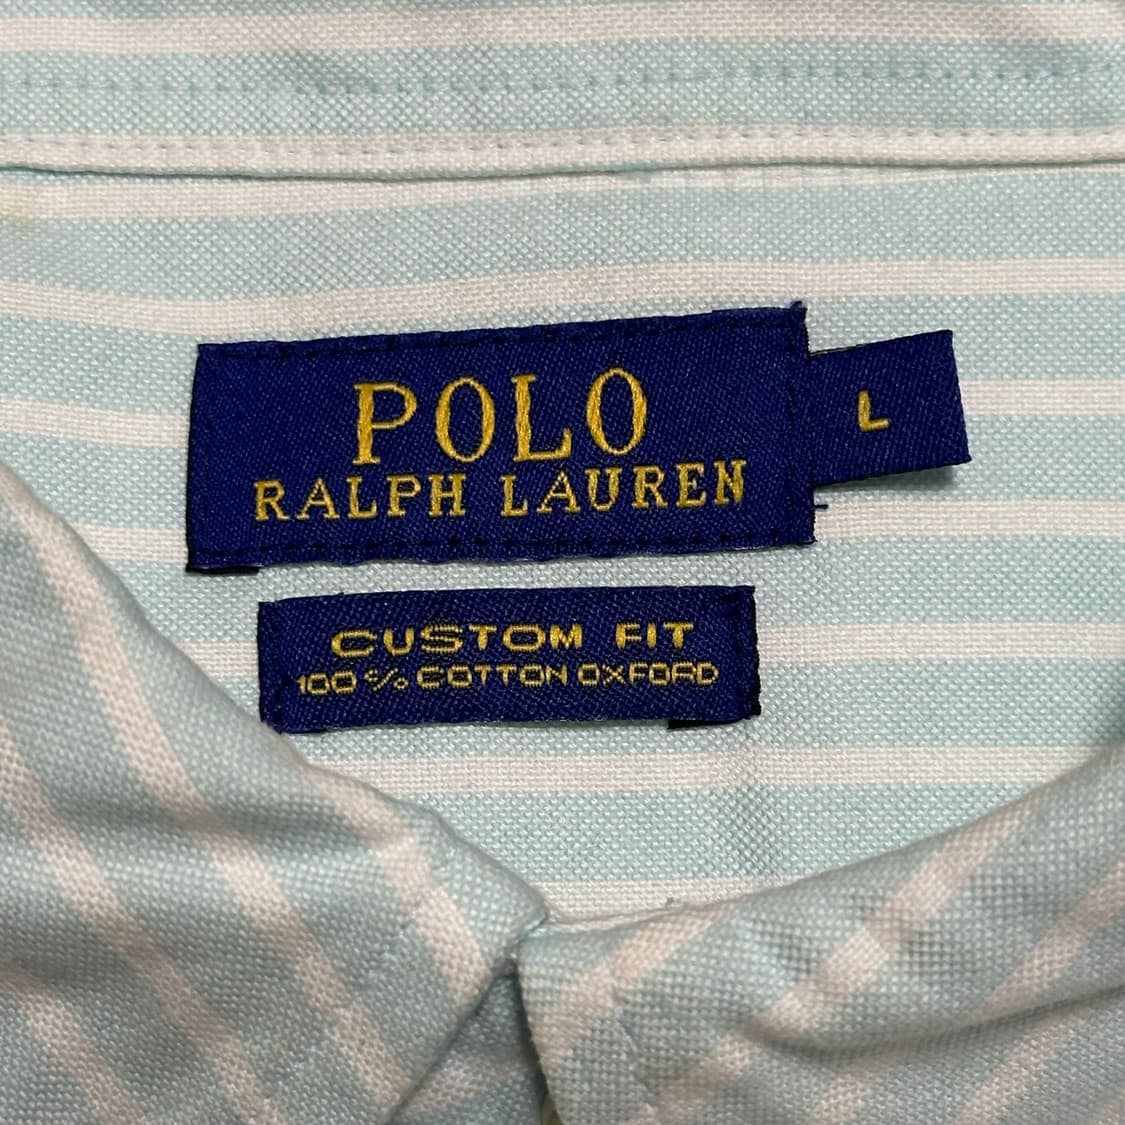 POLO
RALPH LAUREN
L
CUSTOM FIT
100% COTTON OXFORD